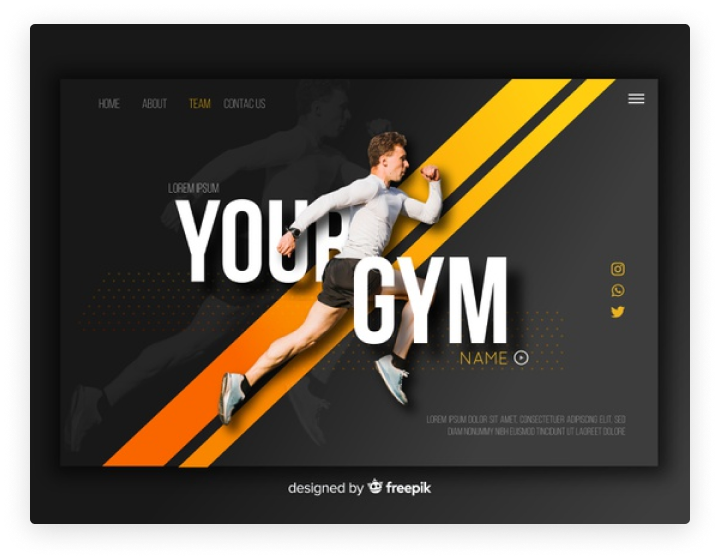 HOME ABOUT TEAM CONTAC US
LOREM IPSUM
YOUR
GYM
NAME
LOREM IPSUM DOLOR SIT AMET, CONSECTETUER ADIPISCING ELIT, SED
DIAM NONUMMY NIBH EUISMOD TINCIDUNT UT LAOREET DOLORE
designed by freepik